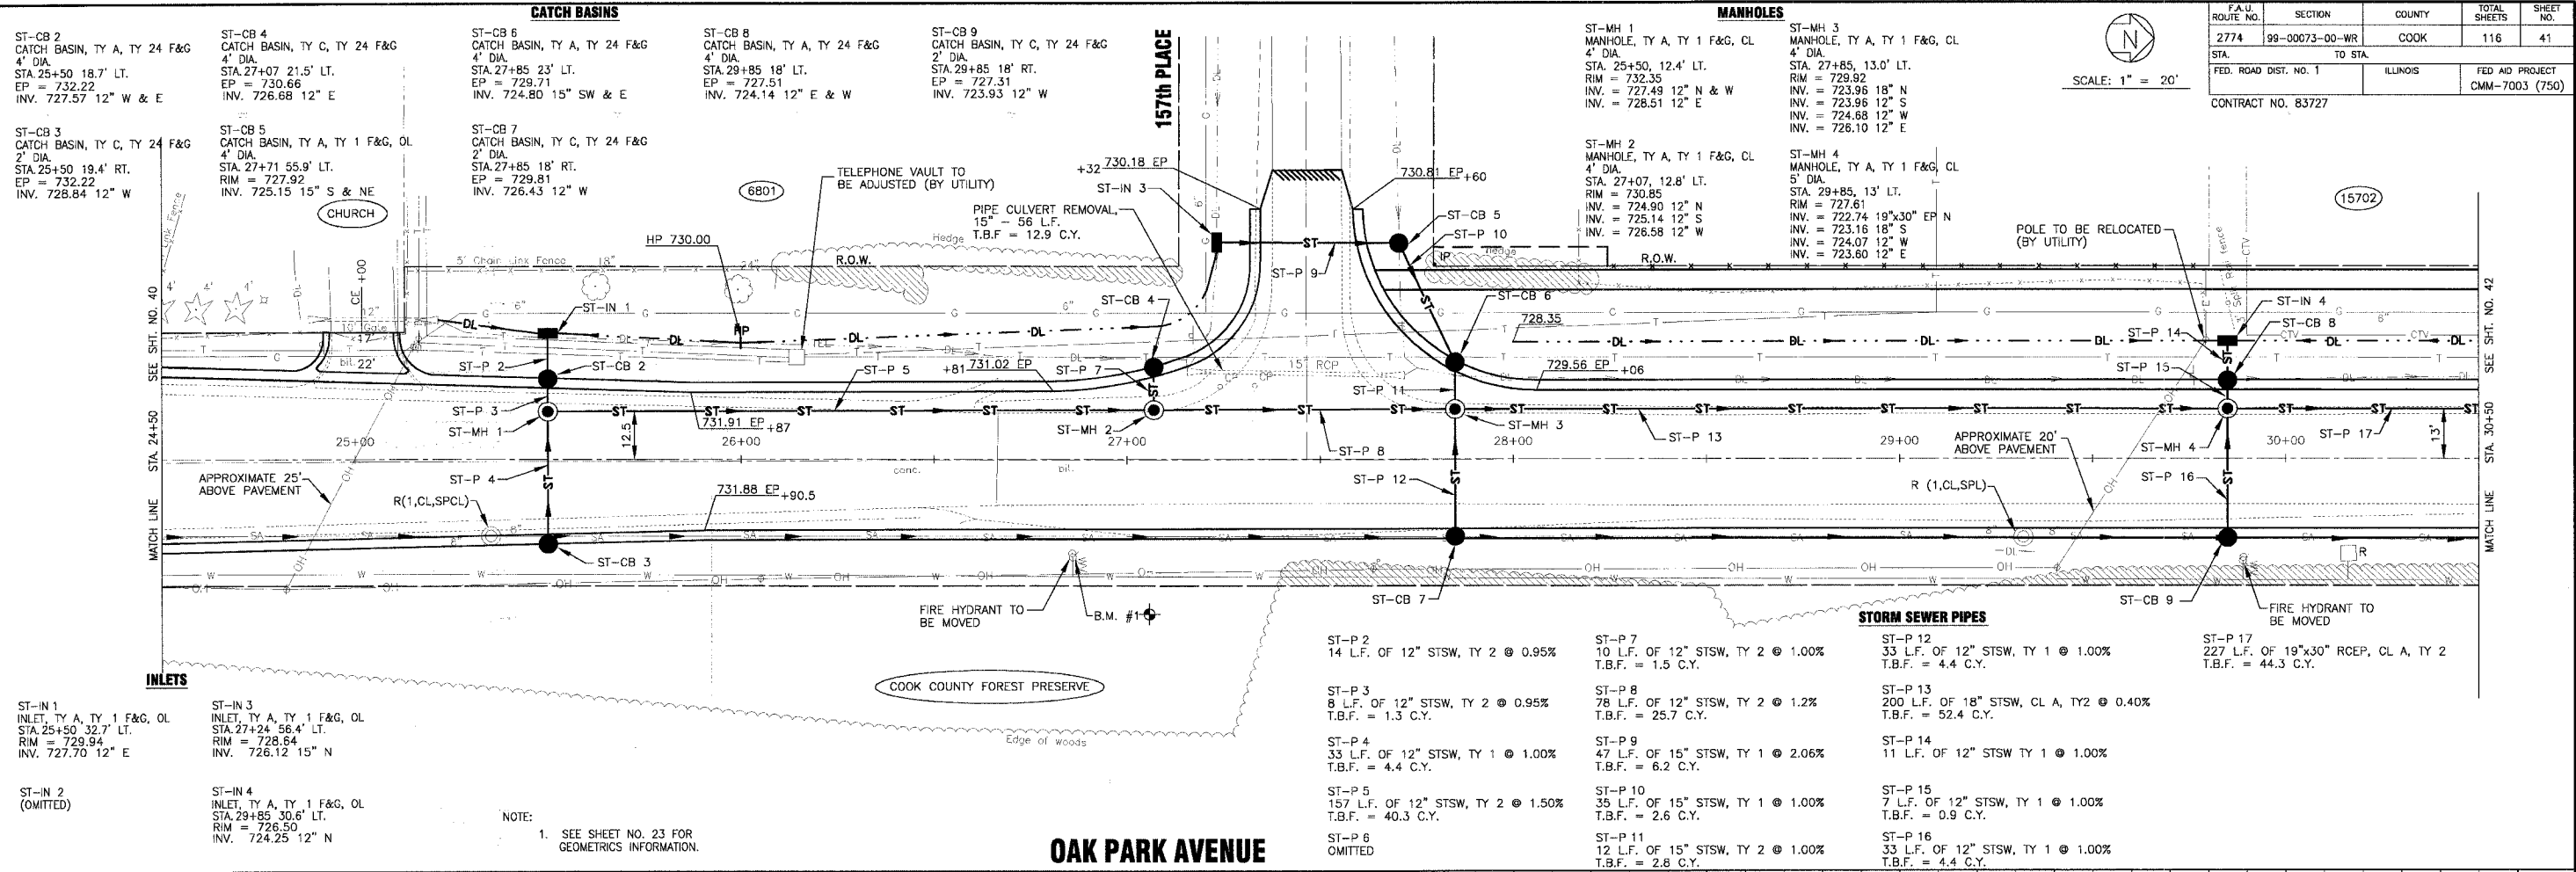 CATCH BASINS
ST-CB 2
CATCH BASIN, TY A, TY 24 F&G
4' DIA.
STA. 25+50 18.7' LT.
EP = 732.22
INV. 727.57 12" W & E
ST-CB 3
CATCH BASIN, TY C, TY 24 F&G
2' DIA.
STA. 25+50 19.4' RT.
EP = 732.22
INV. 728.84 12" W
ST-CB 4
CATCH BASIN, TY C, TY 24 F&G
4' DIA.
STA. 27+07 21.5' LT.
EP = 730.66
INV. 726.68 12" E
ST-CB 5
CATCH BASIN, TY A, TY 1 F&G, OL
4' DIA.
STA. 27+71 55.9' LT.
RIM = 727.92
INV. 725.15 15" S & NE
ST-CB 6
CATCH BASIN, TY A, TY 24 F&G
4' DIA.
STA. 27+85 23' LT.
EP = 729.71
INV. 724.80 15" SW & E
ST-CB 7
CATCH BASIN, TY C, TY 24 F&G
2' DIA.
STA. 27+85 18' RT.
EP = 729.81
INV. 726.43 12" W
ST-CB 8
CATCH BASIN, TY A, TY 24 F&G
4' DIA.
STA. 29+85 18' LT.
EP = 727.51
INV. 724.14 12" E & W
ST-CB 9
CATCH BASIN, TY C, TY 24 F&G
2' DIA.
STA. 29+85 18' RT.
EP = 727.31
INV. 723.93 12" W
157th PLACE
MANHOLES
ST-MH 1
MANHOLE, TY A, TY 1 F&G, CL
4' DIA.
STA. 25+50, 12.4' LT.
RIM = 732.35
INV. = 727.49 12" N & W
INV. = 728.51 12" E
ST-MH 2
MANHOLE, TY A, TY 1 F&G, CL
4' DIA.
STA. 27+07, 12.8' LT.
RIM = 730.85
INV. = 724.90 12" N
INV. = 725.14 12" S
INV. = 726.58 12" W
ST-MH 3
MANHOLE, TY A, TY 1 F&G, CL
4' DIA.
STA. 27+85, 13.0' LT.
RIM = 729.92
INV. = 723.96 18" N
INV. = 723.96 12" S
INV. = 724.68 12" W
INV. = 726.10 12" E
ST-MH 4
MANHOLE, TY A, TY 1 F&G, CL
5' DIA.
STA. 29+85, 13' LT.
RIM = 727.61
INV. = 722.74 19"x30" EP N
INV. = 723.16 18" S
INV. = 724.07 12" W
INV. = 723.60 12" E
N
SCALE: 1" = 20'
F.A.U. ROUTE NO. SECTION COUNTY TOTAL SHEETS SHEET NO.
2774 99-00073-00-WR COOK 116 41
STA. TO STA.
FED. ROAD DIST. NO. 1 ILLINOIS FED AID PROJECT
CMM-7003 (750)
CONTRACT NO. 83727
CHURCH
6801
TELEPHONE VAULT TO
BE ADJUSTED (BY UTILITY)
PIPE CULVERT REMOVAL,
15" - 56 L.F.
T.B.F = 12.9 C.Y.
730.18 EP
+32
ST-IN 3
730.81 EP +60
ST-CB 5
ST-P 10
ST-P 9
15702
POLE TO BE RELOCATED
(BY UTILITY)
HP 730.00
Hedge
R.O.W.
5' Chain Link Fence
18"
24"
Hedge
IP
R.O.W.
CE +00
ST-IN 1
HP
ST-CB 4
ST-CB 6
728.35
ST-IN 4
ST-CB 8
ST-P 14
ST-P 15
bit. 22'
ST-P 2
ST-CB 2
ST-P 5
+81 731.02 EP
ST-P 7
15" RCP
ST-P 11
729.56 EP +06
ST-P 3
ST-MH 1
731.91 EP +87
ST-MH 2
ST-MH 3
ST-P 13
ST-P 8
ST-MH 4
ST-P 17
25+00
26+00
27+00
28+00
29+00
30+00
12.5
13'
conc.
bit.
APPROXIMATE 25'
ABOVE PAVEMENT
ST-P 4
R(1,CL,SPCL)
731.88 EP +90.5
ST-P 12
APPROXIMATE 20'
ABOVE PAVEMENT
R (1,CL,SPL)
ST-P 16
MATCH LINE STA. 24+50 SEE SHT. NO. 40
MATCH LINE STA. 30+50 SEE SHT. NO. 42
ST-CB 3
FIRE HYDRANT TO
BE MOVED
B.M. #1
ST-CB 7
R
ST-CB 9
FIRE HYDRANT TO
BE MOVED
COOK COUNTY FOREST PRESERVE
Edge of woods
INLETS
ST-IN 1
INLET, TY A, TY 1 F&G, OL
STA. 25+50 32.7' LT.
RIM = 729.94
INV. 727.70 12" E
ST-IN 2
(OMITTED)
ST-IN 3
INLET, TY A, TY 1 F&G, OL
STA. 27+24 56.4' LT.
RIM = 728.64
INV. 726.12 15" N
ST-IN 4
INLET, TY A, TY 1 F&G, OL
STA. 29+85 30.6' LT.
RIM = 726.50
INV. 724.25 12" N
NOTE:
1. SEE SHEET NO. 23 FOR
GEOMETRICS INFORMATION.
OAK PARK AVENUE
STORM SEWER PIPES
ST-P 2
14 L.F. OF 12" STSW, TY 2 @ 0.95%
ST-P 3
8 L.F. OF 12" STSW, TY 2 @ 0.95%
T.B.F. = 1.3 C.Y.
ST-P 4
33 L.F. OF 12" STSW, TY 1 @ 1.00%
T.B.F. = 4.4 C.Y.
ST-P 5
157 L.F. OF 12" STSW, TY 2 @ 1.50%
T.B.F. = 40.3 C.Y.
ST-P 6
OMITTED
ST-P 7
10 L.F. OF 12" STSW, TY 2 @ 1.00%
T.B.F. = 1.5 C.Y.
ST-P 8
78 L.F. OF 12" STSW, TY 2 @ 1.2%
T.B.F. = 25.7 C.Y.
ST-P 9
47 L.F. OF 15" STSW, TY 1 @ 2.06%
T.B.F. = 6.2 C.Y.
ST-P 10
35 L.F. OF 15" STSW, TY 1 @ 1.00%
T.B.F. = 2.6 C.Y.
ST-P 11
12 L.F. OF 15" STSW, TY 2 @ 1.00%
T.B.F. = 2.8 C.Y.
ST-P 12
33 L.F. OF 12" STSW, TY 1 @ 1.00%
T.B.F. = 4.4 C.Y.
ST-P 13
200 L.F. OF 18" STSW, CL A, TY2 @ 0.40%
T.B.F. = 52.4 C.Y.
ST-P 14
11 L.F. OF 12" STSW TY 1 @ 1.00%
ST-P 15
7 L.F. OF 12" STSW, TY 1 @ 1.00%
T.B.F. = 0.9 C.Y.
ST-P 16
33 L.F. OF 12" STSW, TY 1 @ 1.00%
T.B.F. = 4.4 C.Y.
ST-P 17
227 L.F. OF 19"x30" RCEP, CL A, TY 2
T.B.F. = 44.3 C.Y.